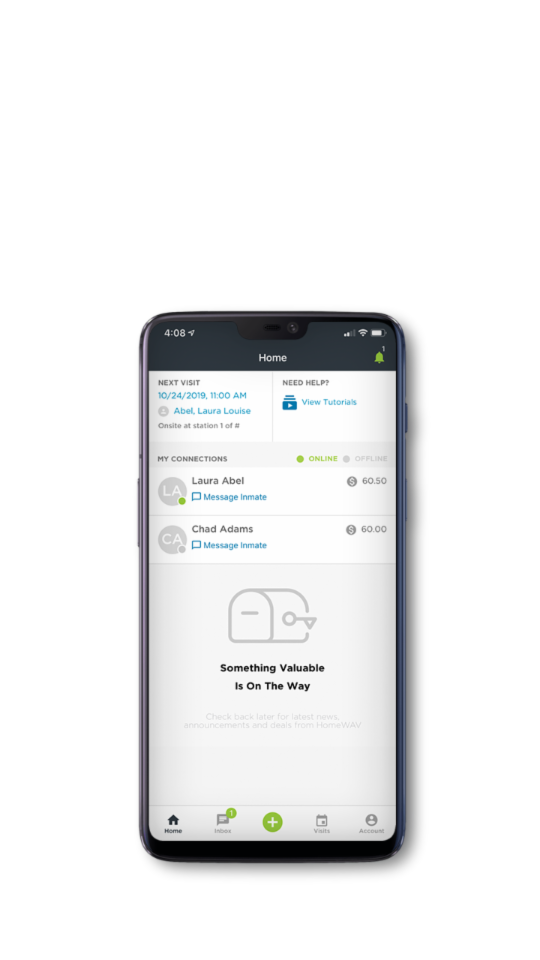 4:08
Home
1
NEXT VISIT
10/24/2019, 11:00 AM
Abel, Laura Louise
Onsite at station 1 of #
NEED HELP?
View Tutorials
MY CONNECTIONS
ONLINE
OFFLINE
LA
Laura Abel
60.50
Message Inmate
CA
Chad Adams
60.00
Message Inmate
Something Valuable
Is On The Way
Check back later for latest news,
announcements and deals from HomeWAV
1
Home
Inbox
Visits
Account